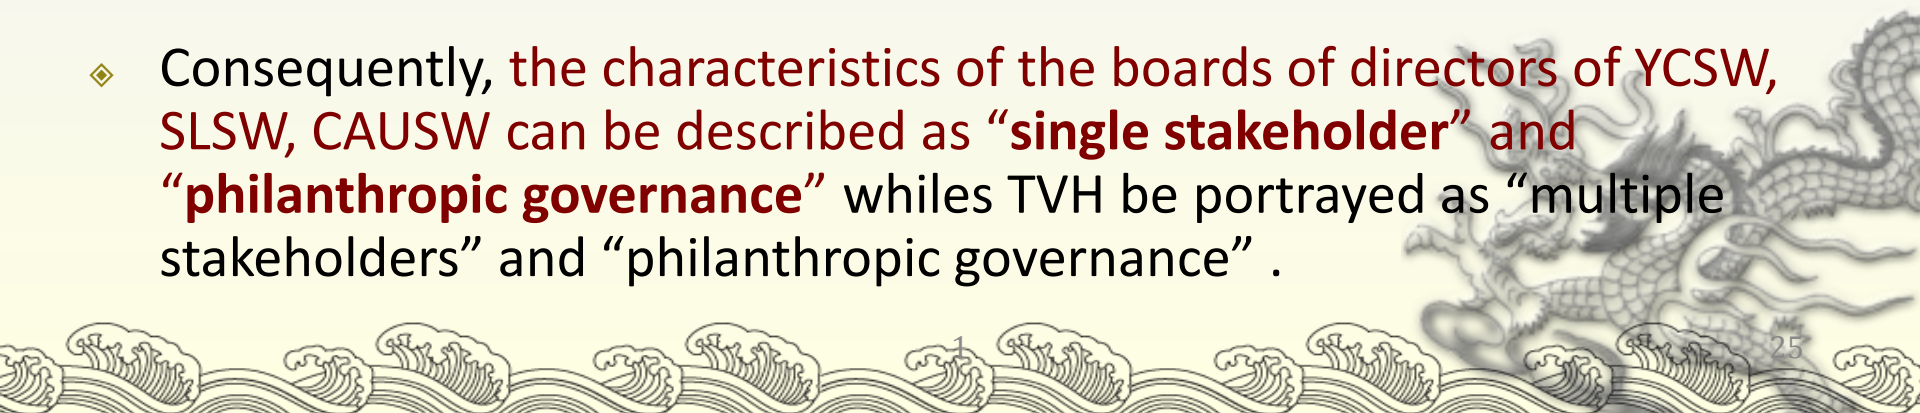 Consequently, the characteristics of the boards of directors of YCSW,
SLSW, CAUSW can be described as “single stakeholder” and
“philanthropic governance” whiles TVH be portrayed as “multiple
stakeholders” and “philanthropic governance” .
1
25